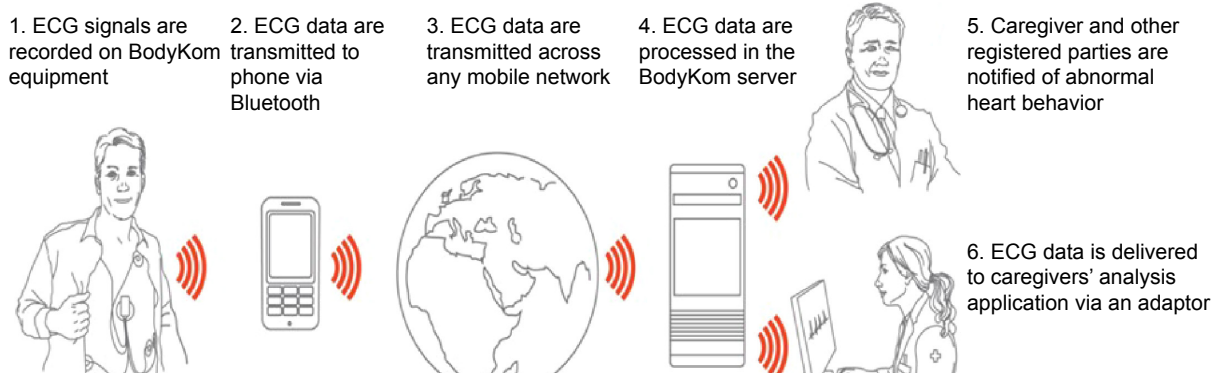 1. ECG signals are
recorded on BodyKom
equipment
2. ECG data are
transmitted to
phone via
Bluetooth
3. ECG data are
transmitted across
any mobile network
4. ECG data are
processed in the
BodyKom server
5. Caregiver and other
registered parties are
notified of abnormal
heart behavior
6. ECG data is delivered
to caregivers’ analysis
application via an adaptor